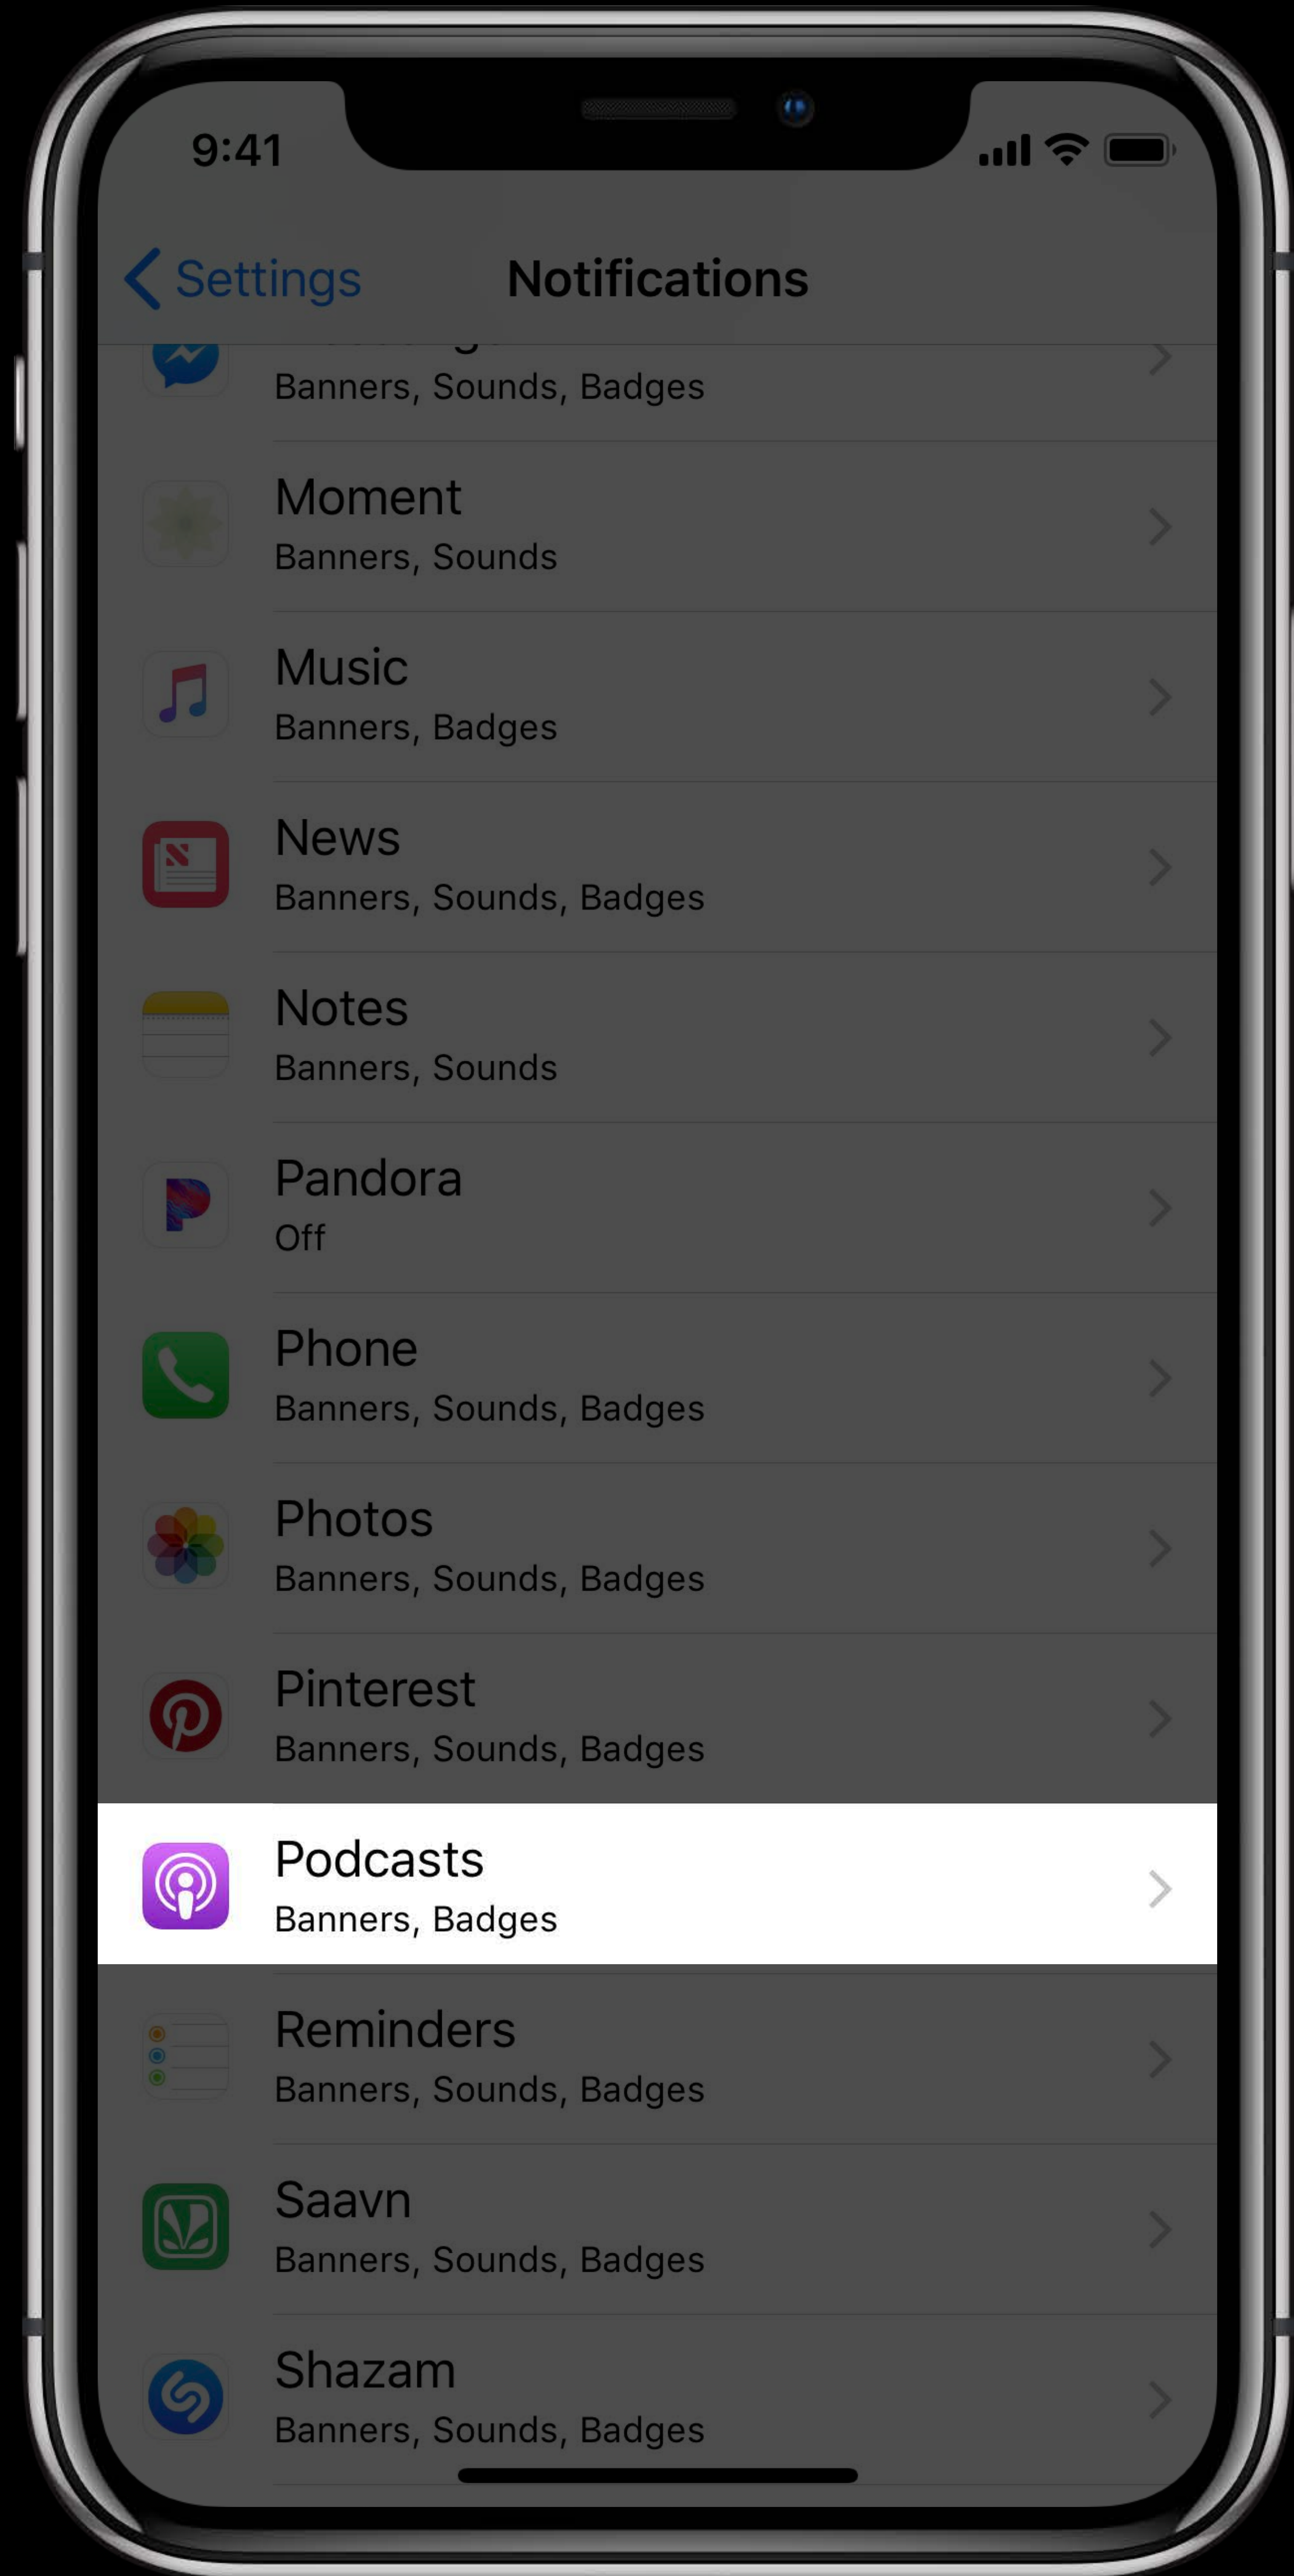 9:41
Settings
Notifications
Banners, Sounds, Badges
Moment
Banners, Sounds
Music
Banners, Badges
News
Banners, Sounds, Badges
Notes
Banners, Sounds
Pandora
Off
Phone
Banners, Sounds, Badges
Photos
Banners, Sounds, Badges
Pinterest
Banners, Sounds, Badges
Podcasts
Banners, Badges
Reminders
Banners, Sounds, Badges
Saavn
Banners, Sounds, Badges
Shazam
Banners, Sounds, Badges